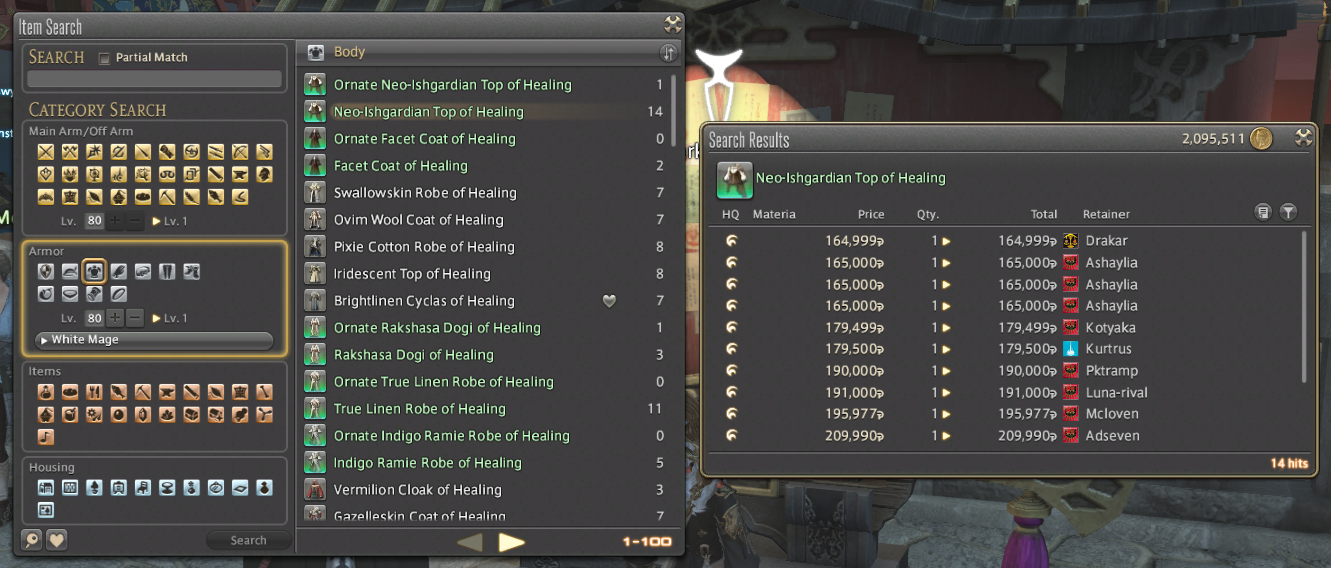 Item Search
SEARCH Partial Match
CATEGORY SEARCH
Main Arm/Off Arm
Lv. 80 + − Lv. 1
Armor
Lv. 80 + − Lv. 1
White Mage
Items
Housing
Search
Body
Ornate Neo-Ishgardian Top of Healing 1
Neo-Ishgardian Top of Healing 14
Ornate Facet Coat of Healing 0
Facet Coat of Healing 2
Swallowskin Robe of Healing 7
Ovim Wool Coat of Healing 7
Pixie Cotton Robe of Healing 8
Iridescent Top of Healing 8
Brightlinen Cyclas of Healing 7
Ornate Rakshasa Dogi of Healing 1
Rakshasa Dogi of Healing 3
Ornate True Linen Robe of Healing 0
True Linen Robe of Healing 11
Ornate Indigo Ramie Robe of Healing 0
Indigo Ramie Robe of Healing 5
Vermilion Cloak of Healing 3
Gazelleskin Coat of Healing 7
1-100
Search Results 2,095,511
Neo-Ishgardian Top of Healing
HQ Materia Price Qty. Total Retainer
164,999 1 164,999 Drakar
165,000 1 165,000 Ashaylia
165,000 1 165,000 Ashaylia
165,000 1 165,000 Ashaylia
179,499 1 179,499 Kotyaka
179,500 1 179,500 Kurtrus
190,000 1 190,000 Pktramp
191,000 1 191,000 Luna-rival
195,977 1 195,977 Mcloven
209,990 1 209,990 Adseven
14 hits